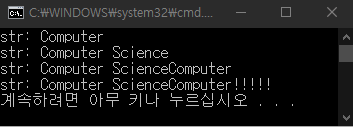 C:\WINDOWS\system32\cmd....
str: Computer
str: Computer Science
str: Computer ScienceComputer
str: Computer ScienceComputer!!!!!
계속하려면 아무 키나 누르십시오 . . .